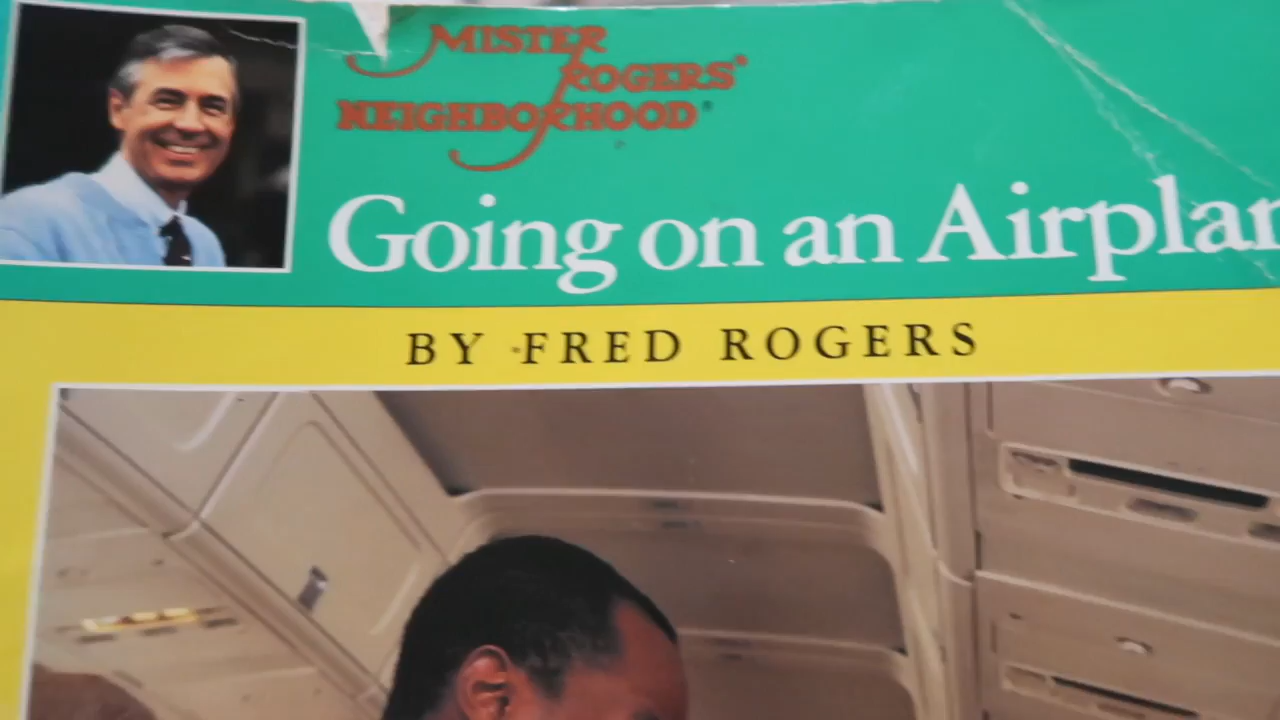 MISTER
ROGERS'
NEIGHBORHOOD
Going on an Airplan
BY FRED ROGERS